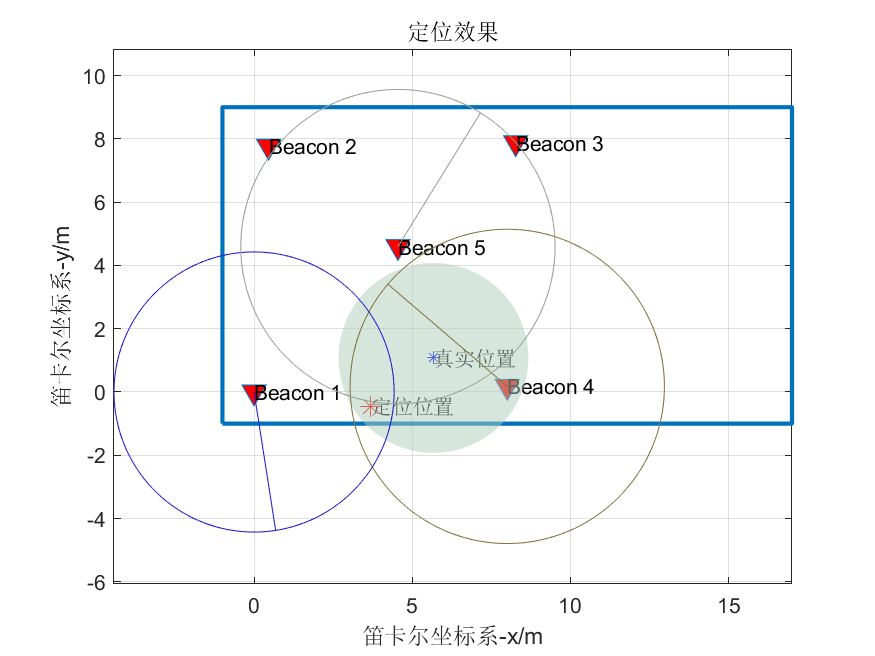 定位效果
10
8
6
4
2
0
-2
-4
-6
笛卡尔坐标系-y/m
Beacon 2
Beacon 3
Beacon 5
真实位置
Beacon 4
Beacon 1
定位位置
0
5
10
15
笛卡尔坐标系-x/m